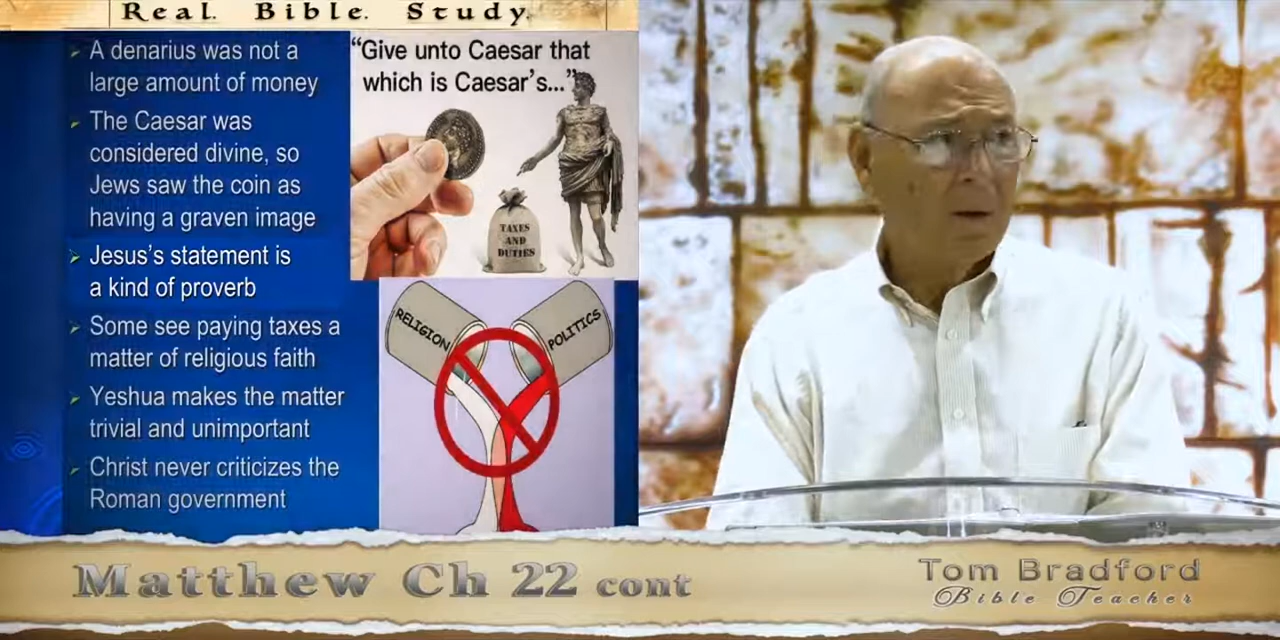 Real. Bible. Study.
A denarius was not a
large amount of money
The Caesar was
considered divine, so
Jews saw the coin as
having a graven image
Jesus's statement is
a kind of proverb
Some see paying taxes a
matter of religious faith
Yeshua makes the matter
trivial and unimportant
Christ never criticizes the
Roman government
“Give unto Caesar that
which is Caesar's...”
TAXES
AND
DUTIES
RELIGION
POLITICS
Matthew Ch 22 cont
Tom Bradford
Bible Teacher